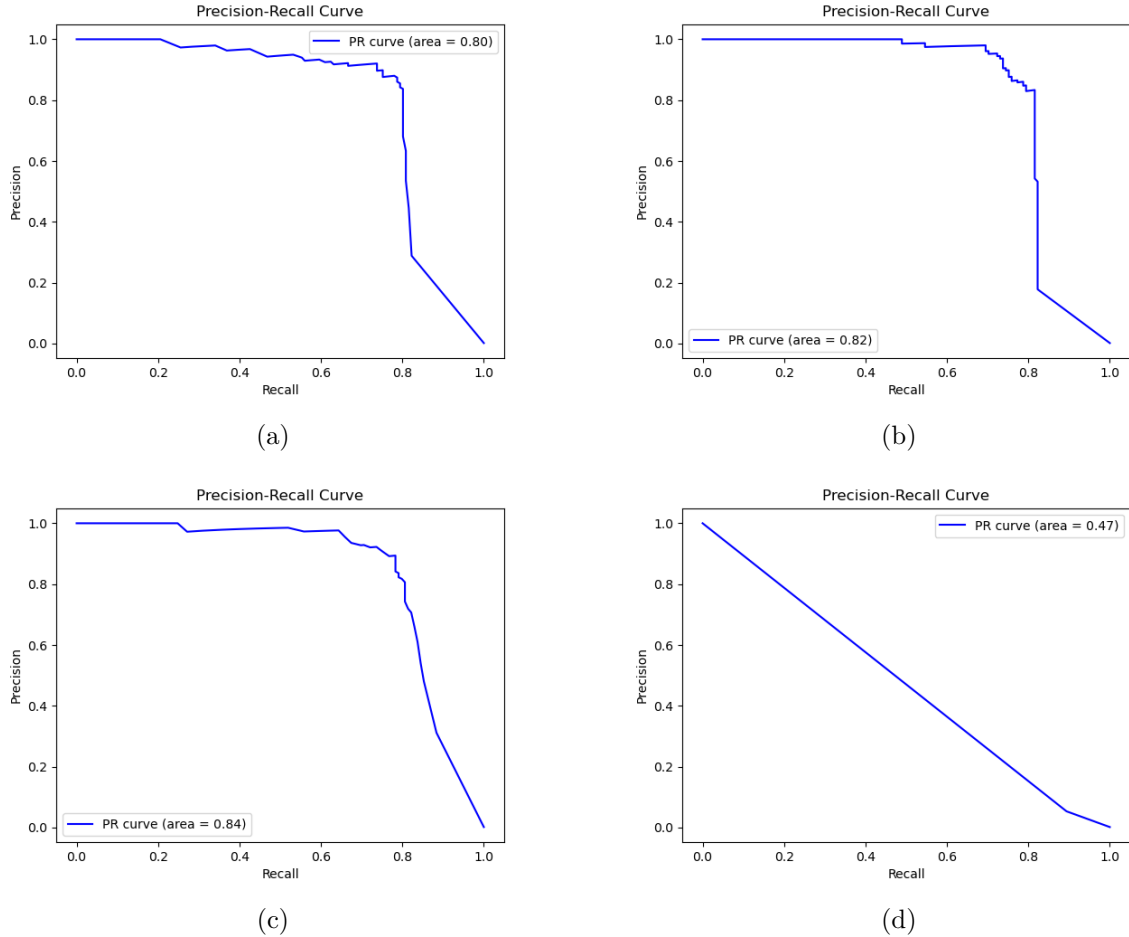 Precision-Recall Curve
1.0
0.8
0.6
0.4
0.2
0.0
Precision
PR curve (area = 0.80)
0.0 0.2 0.4 0.6 0.8 1.0
Recall
(a)
Precision-Recall Curve
1.0
0.8
0.6
0.4
0.2
0.0
Precision
PR curve (area = 0.82)
0.0 0.2 0.4 0.6 0.8 1.0
Recall
(b)
Precision-Recall Curve
1.0
0.8
0.6
0.4
0.2
0.0
Precision
PR curve (area = 0.84)
0.0 0.2 0.4 0.6 0.8 1.0
Recall
(c)
Precision-Recall Curve
1.0
0.8
0.6
0.4
0.2
0.0
Precision
PR curve (area = 0.47)
0.0 0.2 0.4 0.6 0.8 1.0
Recall
(d)